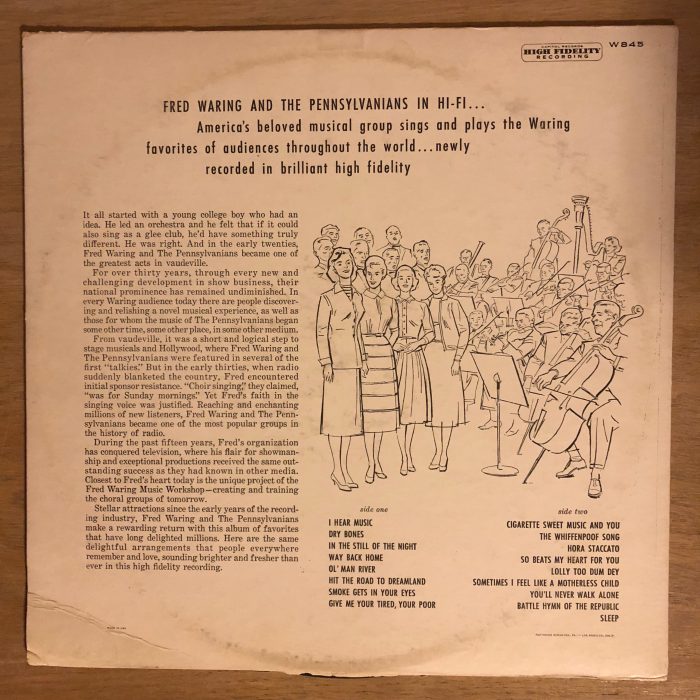 CAPITOL RECORDS
HIGH FIDELITY
RECORDING
W845
FRED WARING AND THE PENNSYLVANIANS IN HI-FI...
America's beloved musical group sings and plays the Waring
favorites of audiences throughout the world...newly
recorded in brilliant high fidelity
It all started with a young college boy who had an
idea. He led an orchestra and he felt that if it could
also sing as a glee club, he'd have something truly
different. He was right. And in the early twenties,
Fred Waring and The Pennsylvanians became one of
the greatest acts in vaudeville.
For over thirty years, through every new and
challenging development in show business, their
national prominence has remained undiminished. In
every Waring audience today there are people discover-
ing and relishing a novel musical experience, as well as
those for whom the music of The Pennsylvanians began
some other time, some other place, in some other medium.
From vaudeville, it was a short and logical step to
stage musicals and Hollywood, where Fred Waring and
The Pennsylvanians were featured in several of the
first "talkies." But in the early thirties, when radio
suddenly blanketed the country, Fred encountered
initial sponsor resistance. "Choir singing," they claimed,
"was for Sunday mornings." Yet Fred's faith in the
singing voice was justified. Reaching and enchanting
millions of new listeners, Fred Waring and The Penn-
sylvanians became one of the most popular groups in
the history of radio.
During the past fifteen years, Fred's organization
has conquered television, where his flair for showman-
ship and exceptional productions received the same out-
standing success as they had known in other media.
Closest to Fred's heart today is the unique project of the
Fred Waring Music Workshop—creating and training
the choral groups of tomorrow.
Stellar attractions since the early years of the record-
ing industry, Fred Waring and The Pennsylvanians
make a rewarding return with this album of favorites
that have long delighted millions. Here are the same
delightful arrangements that people everywhere
remember and love, sounding brighter and fresher than
ever in this high fidelity recording.
side one
I HEAR MUSIC
DRY BONES
IN THE STILL OF THE NIGHT
WAY BACK HOME
OL' MAN RIVER
HIT THE ROAD TO DREAMLAND
SMOKE GETS IN YOUR EYES
GIVE ME YOUR TIRED, YOUR POOR
side two
CIGARETTE SWEET MUSIC AND YOU
THE WHIFFENPOOF SONG
HORA STACCATO
SO BEATS MY HEART FOR YOU
LOLLY TOO DUM DEY
SOMETIMES I FEEL LIKE A MOTHERLESS CHILD
YOU'LL NEVER WALK ALONE
BATTLE HYMN OF THE REPUBLIC
SLEEP